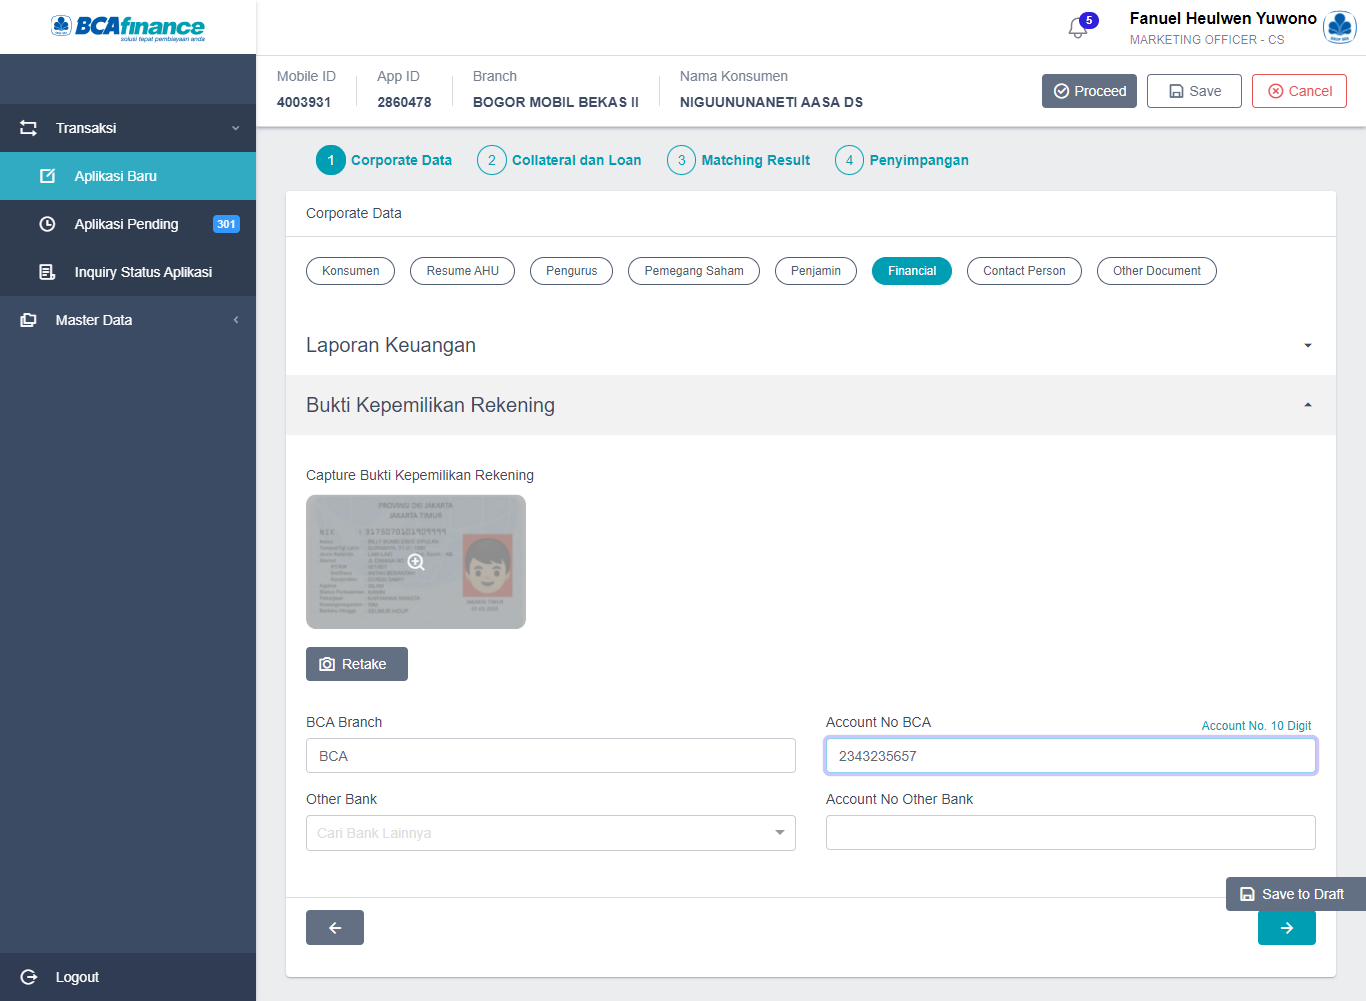 BCAfinance
solusi tepat pembiayaan anda
5
Fanuel Heulwen Yuwono
MARKETING OFFICER - CS
Mobile ID
4003931
App ID
2860478
Branch
BOGOR MOBIL BEKAS II
Nama Konsumen
NIGUUNUNANETI AASA DS
Proceed
Save
Cancel
Transaksi
Aplikasi Baru
Aplikasi Pending
301
Inquiry Status Aplikasi
Master Data
Logout
1 Corporate Data
2 Collateral dan Loan
3 Matching Result
4 Penyimpangan
Corporate Data
Konsumen
Resume AHU
Pengurus
Pemegang Saham
Penjamin
Financial
Contact Person
Other Document
Laporan Keuangan
Bukti Kepemilikan Rekening
Capture Bukti Kepemilikan Rekening
PROVINSI DKI JAKARTA
JAKARTA TIMUR
NIK : 3175070101909999
Retake
BCA Branch
BCA
Account No BCA
Account No. 10 Digit
2343235657
Other Bank
Cari Bank Lainnya
Account No Other Bank
Save to Draft